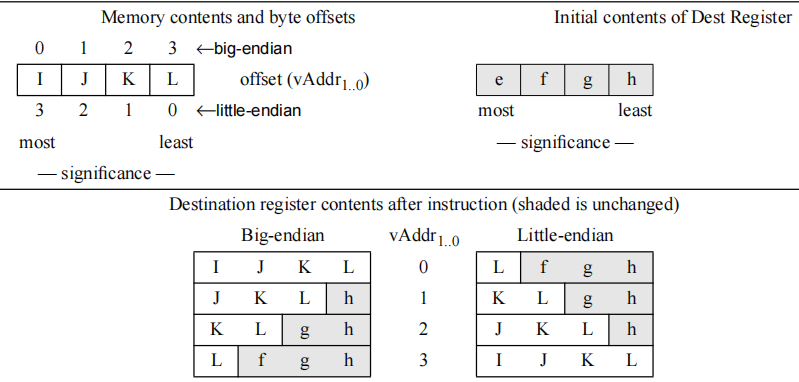 Memory contents and byte offsets Initial contents of Dest Register
0 1 2 3 ←big-endian
I J K L offset (vAddr1..0) e f g h
3 2 1 0 ←little-endian most least
most least — significance —
— significance —
Destination register contents after instruction (shaded is unchanged)
Big-endian vAddr1..0 Little-endian
I J K L 0 L f g h
J K L h 1 K L g h
K L g h 2 J K L h
L f g h 3 I J K L